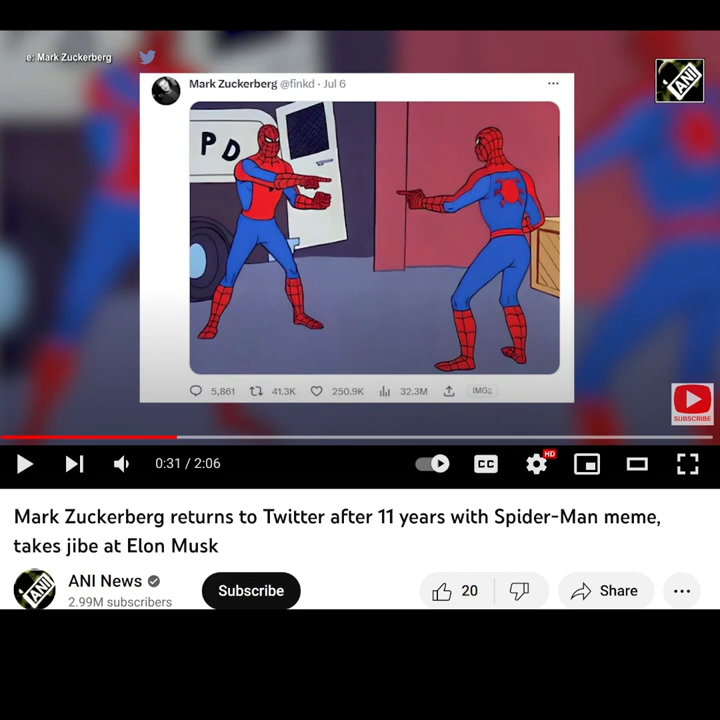 e: Mark Zuckerberg
ANI
Mark Zuckerberg @finkd · Jul 6
···
PD
5,861 41.3K 250.9K 32.3M IMGs
SUBSCRIBE
0:31 / 2:06
CC
HD
Mark Zuckerberg returns to Twitter after 11 years with Spider-Man meme,
takes jibe at Elon Musk
ANI
ANI News
2.99M subscribers
Subscribe
20
Share
···